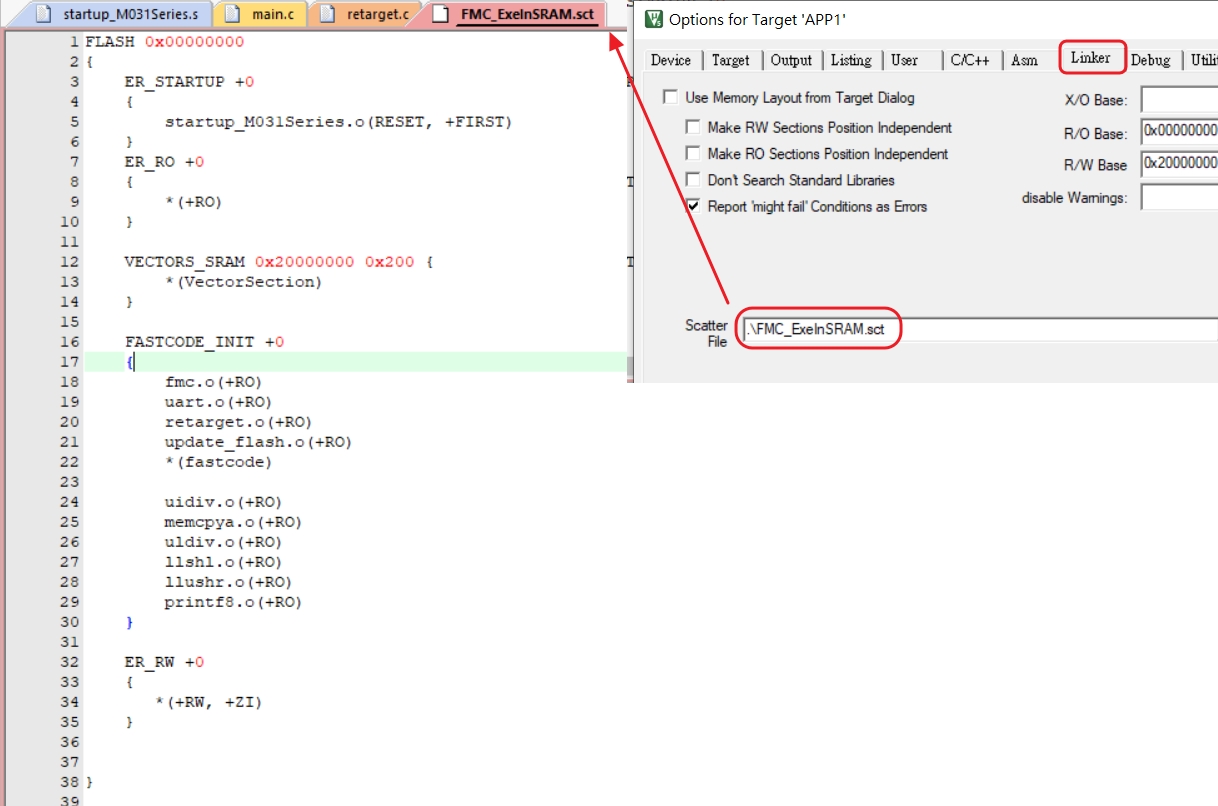 startup_M031Series.s main.c retarget.c FMC_ExeInSRAM.sct
1 FLASH 0x00000000
2 {
3 ER_STARTUP +0
4 {
5 startup_M031Series.o(RESET, +FIRST)
6 }
7 ER_RO +0
8 {
9 *(+RO)
10 }
11
12 VECTORS_SRAM 0x20000000 0x200 {
13 *(VectorSection)
14 }
15
16 FASTCODE_INIT +0
17 {
18 fmc.o(+RO)
19 uart.o(+RO)
20 retarget.o(+RO)
21 update_flash.o(+RO)
22 *(fastcode)
23
24 uidiv.o(+RO)
25 memcpya.o(+RO)
26 uldiv.o(+RO)
27 llshl.o(+RO)
28 llushr.o(+RO)
29 printf8.o(+RO)
30 }
31
32 ER_RW +0
33 {
34 *(+RW, +ZI)
35 }
36
37
38 }
39
Options for Target 'APP1'
Device Target Output Listing User C/C++ Asm Linker Debug Utili
Use Memory Layout from Target Dialog
Make RW Sections Position Independent
Make RO Sections Position Independent
Don't Search Standard Libraries
Report 'might fail' Conditions as Errors
X/O Base:
R/O Base: 0x00000000
R/W Base 0x20000000
disable Warnings:
Scatter
File
.\FMC_ExeInSRAM.sct